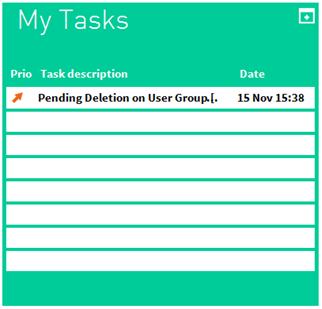 My Tasks
Prio Task description Date
Pending Deletion on User Group.[. 15 Nov 15:38